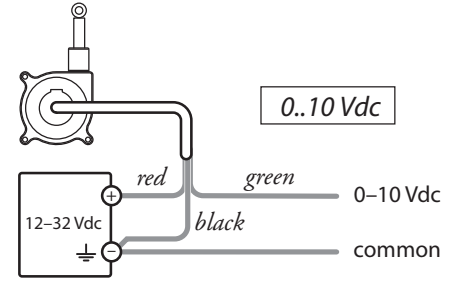 0..10 Vdc
red
green
0–10 Vdc
12–32 Vdc
+
black
−
common